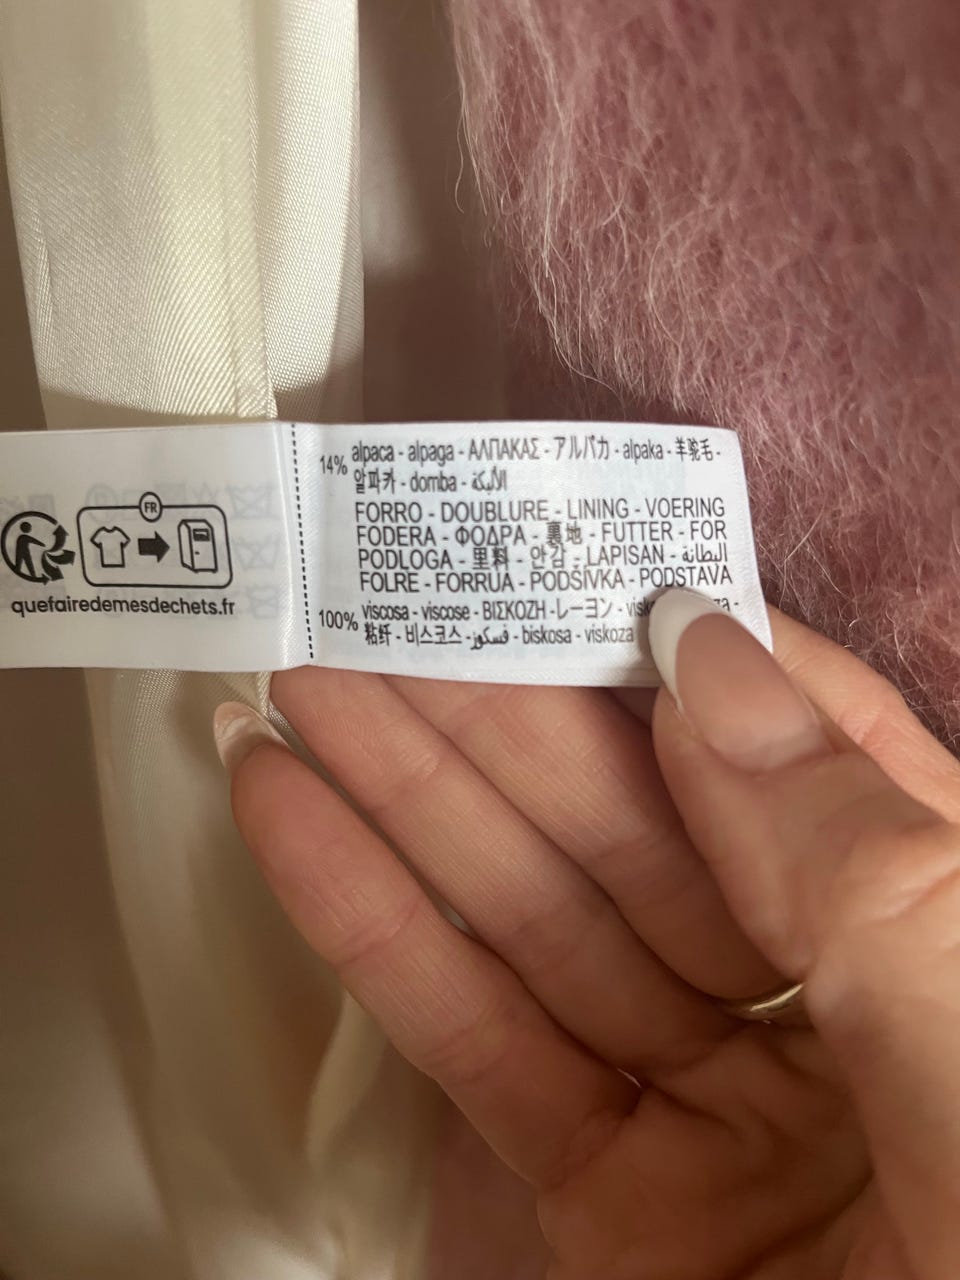 FR
quefairedemesdechets.fr
14% alpaca - alpaga - ΑΛΠΑΚΑΣ - アルパカ - alpaka - 羊驼毛 -
알파카 - domba - الألبكة
FORRO - DOUBLURE - LINING - VOERING
FODERA - ΦΟΔΡΑ - 裏地 - FUTTER - FOR
PODLOGA - 里料 - 안감 - LAPISAN - البطانة
FOLRE - FORRUA - PODŠÍVKA - PODSTAVA
100% viscosa - viscose - ΒΙΣΚΟΖΗ - レーヨン -
粘纤 - 비스코스 - فسكوز - biskosa - viskoza